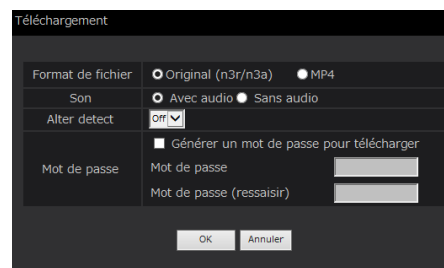 Téléchargement
Format de fichier Original (n3r/n3a) MP4
Son Avec audio Sans audio
Alter detect Off
Générer un mot de passe pour télécharger
Mot de passe Mot de passe
Mot de passe (ressaisir)
OK Annuler